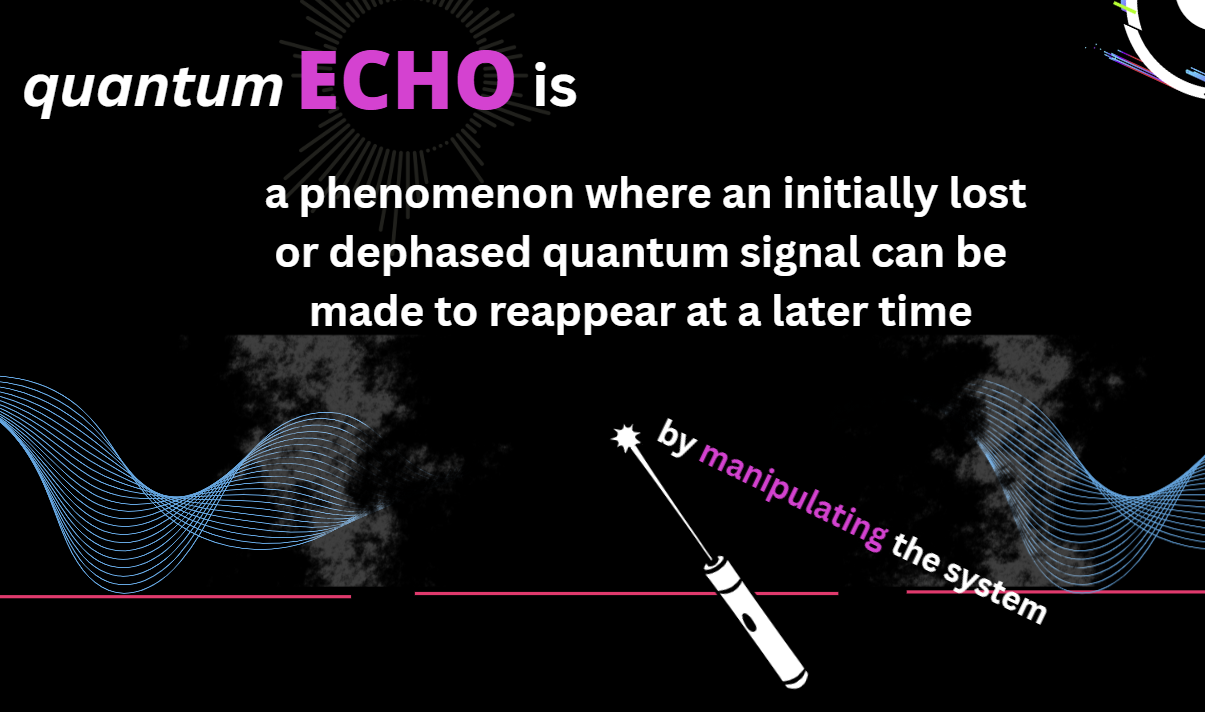 quantum ECHO is
a phenomenon where an initially lost
or dephased quantum signal can be
made to reappear at a later time
by manipulating the system